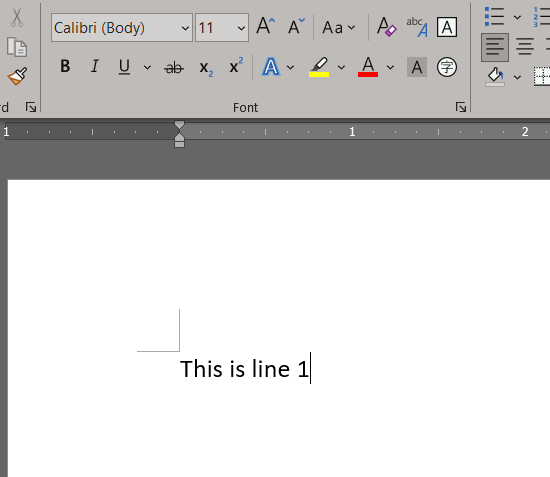 Calibri (Body) 11 A A Aa A abc A A
B I U ab x2 x2 A A A 字
d Font
1 1 2
This is line 1